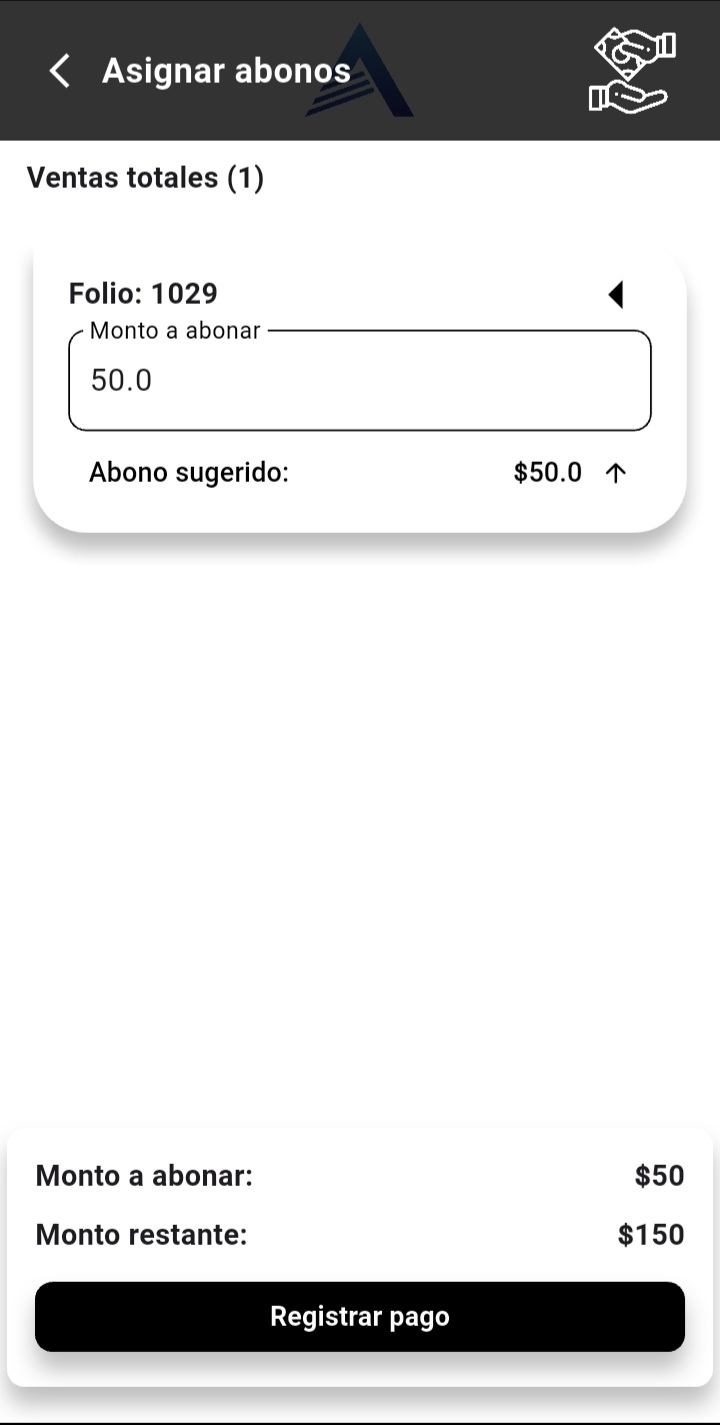 Asignar abonos
Ventas totales (1)
Folio: 1029
Monto a abonar
50.0
Abono sugerido: $50.0
Monto a abonar: $50
Monto restante: $150
Registrar pago